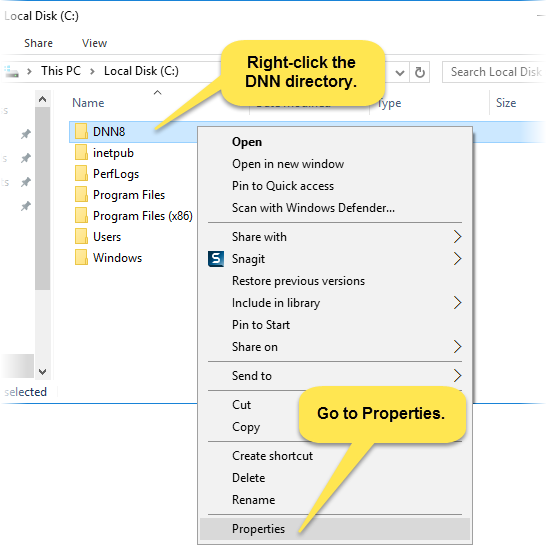 Local Disk (C:)
Share View
This PC Local Disk (C:) Search Local Disk
Right-click the
DNN directory.
Name Date modified Type Size
DNN8
inetpub
PerfLogs
Program Files
Program Files (x86)
Users
Windows
Open
Open in new window
Pin to Quick access
Scan with Windows Defender...
Share with
Snagit
Restore previous versions
Include in library
Pin to Start
Share on
Send to
Cut
Copy
Create shortcut
Delete
Rename
Properties
Go to Properties.
selected